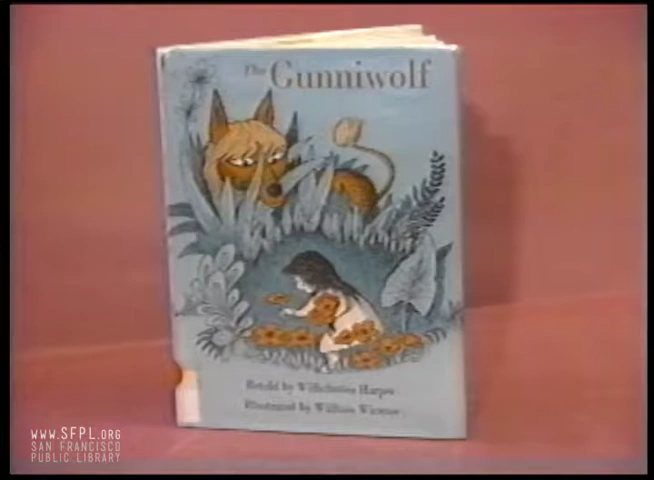 The Gunniwolf
Retold by Wilhelmina Harper
Illustrated by William Wiesner
WWW.SFPL.ORG
SAN FRANCISCO
PUBLIC LIBRARY